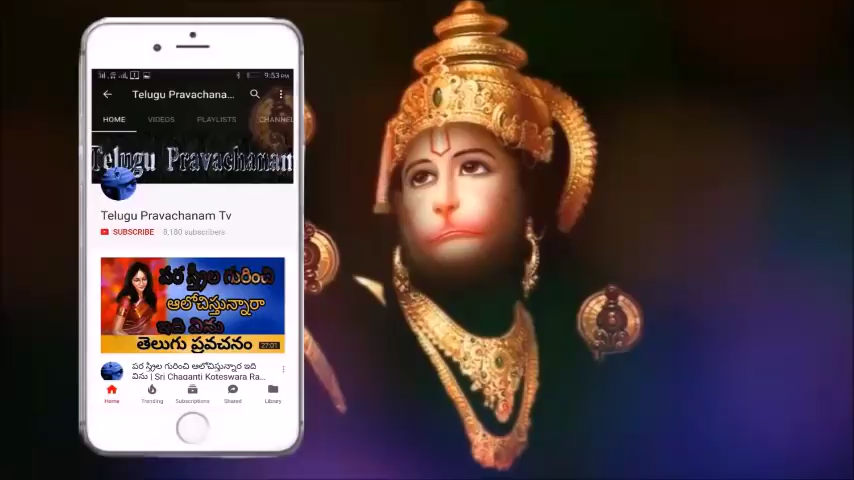 9:53 PM
Telugu Pravachana...
HOME VIDEOS PLAYLISTS CHANNEL
Telugu Pravachanam
Telugu Pravachanam Tv
SUBSCRIBE 8,180 subscribers
పర స్త్రీల గురించి
ఆలోచిస్తున్నారా
ఇది విను
తెలుగు ప్రవచనం 27:01
పర స్త్రీల గురించి ఆలోచిస్తున్నార ఇది
విను | Sri Chaganti Koteswara Ra...
Home Trending Subscriptions Shared Library